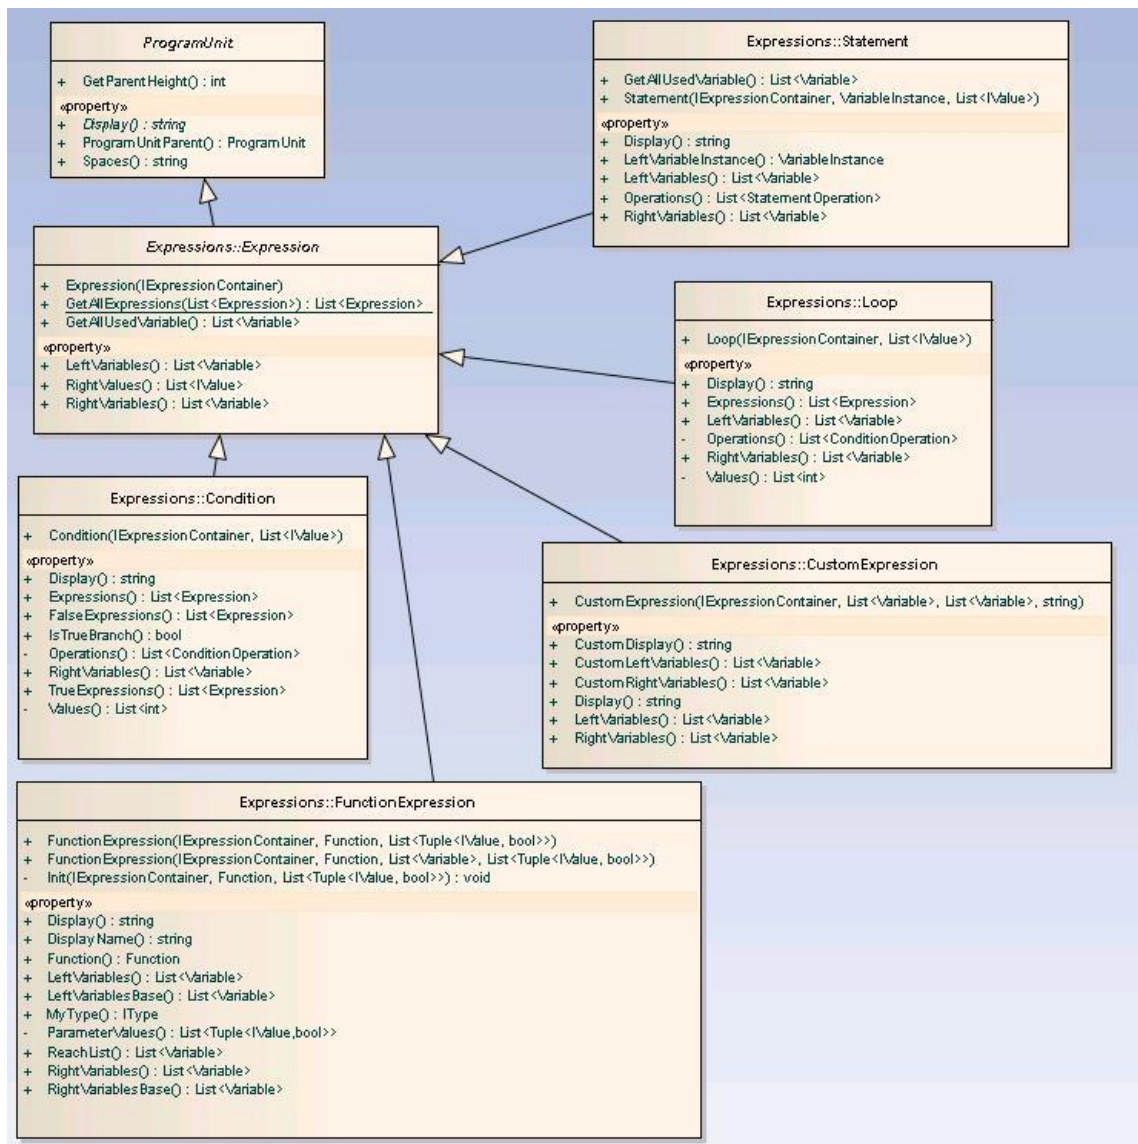 ProgramUnit
+ GetParentHeight() : int
«property»
+ Display() : string
+ ProgramUnitParent() : ProgramUnit
+ Spaces() : string
Expressions::Statement
+ GetAllUsedVariable() : List<Variable>
+ Statement(IExpressionContainer, VariableInstance, List<IValue>)
«property»
+ Display() : string
+ LeftVariableInstance() : VariableInstance
+ LeftVariables() : List<Variable>
+ Operations() : List<StatementOperation>
+ RightVariables() : List<Variable>
Expressions::Expression
+ Expression(IExpressionContainer)
+ GetAllExpressions(List<Expression>) : List<Expression>
+ GetAllUsedVariable() : List<Variable>
«property»
+ LeftVariables() : List<Variable>
+ RightValues() : List<IValue>
+ RightVariables() : List<Variable>
Expressions::Loop
+ Loop(IExpressionContainer, List<IValue>)
«property»
+ Display() : string
+ Expressions() : List<Expression>
+ LeftVariables() : List<Variable>
- Operations() : List<ConditionOperation>
+ RightVariables() : List<Variable>
- Values() : List<int>
Expressions::Condition
+ Condition(IExpressionContainer, List<IValue>)
«property»
+ Display() : string
+ Expressions() : List<Expression>
+ FalseExpressions() : List<Expression>
+ IsTrueBranch() : bool
- Operations() : List<ConditionOperation>
+ RightVariables() : List<Variable>
+ TrueExpressions() : List<Expression>
- Values() : List<int>
Expressions::CustomExpression
+ CustomExpression(IExpressionContainer, List<Variable>, List<Variable>, string)
«property»
+ CustomDisplay() : string
+ CustomLeftVariables() : List<Variable>
+ CustomRightVariables() : List<Variable>
+ Display() : string
+ LeftVariables() : List<Variable>
+ RightVariables() : List<Variable>
Expressions::FunctionExpression
+ FunctionExpression(IExpressionContainer, Function, List<Tuple<IValue, bool>>)
+ FunctionExpression(IExpressionContainer, Function, List<Variable>, List<Tuple<IValue, bool>>)
- Init(IExpressionContainer, Function, List<Tuple<IValue, bool>>) : void
«property»
+ Display() : string
+ DisplayName() : string
+ Function() : Function
+ LeftVariables() : List<Variable>
+ LeftVariablesBase() : List<Variable>
+ MyType() : IType
- ParameterValues() : List<Tuple<IValue,bool>>
+ ReachList() : List<Variable>
+ RightVariables() : List<Variable>
+ RightVariablesBase() : List<Variable>